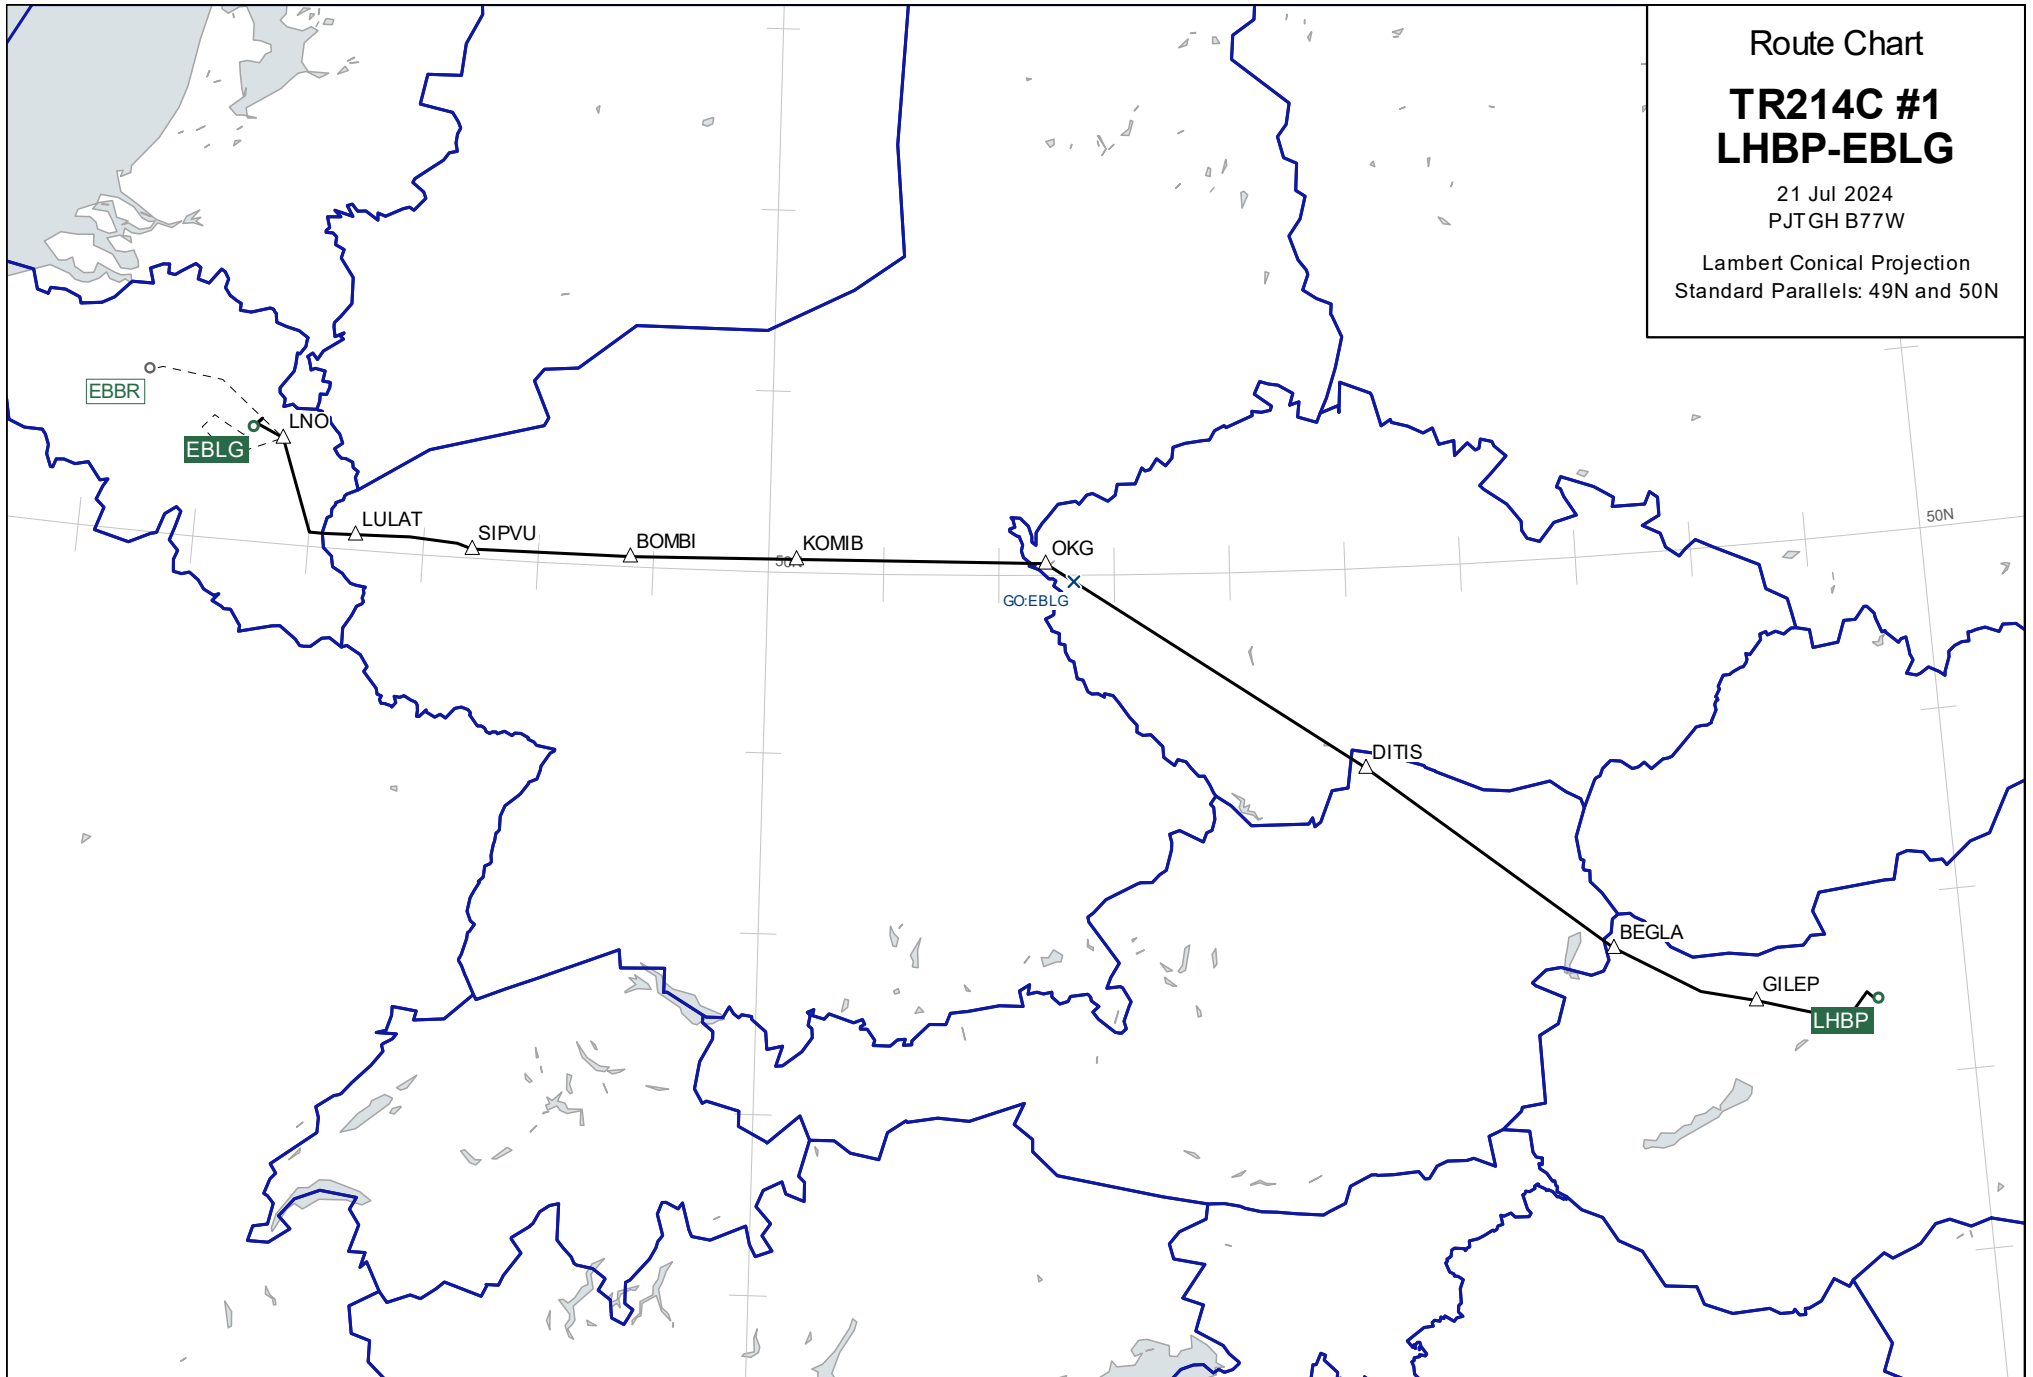 Route Chart
TR214C #1
LHBP-EBLG
21 Jul 2024
PJTGH B77W
Lambert Conical Projection
Standard Parallels: 49N and 50N
EBBR
LNO
EBLG
LULAT
SIPVU
BOMBI
KOMIB
50N
OKG
GO:EBLG
50N
DITIS
BEGLA
GILEP
LHBP